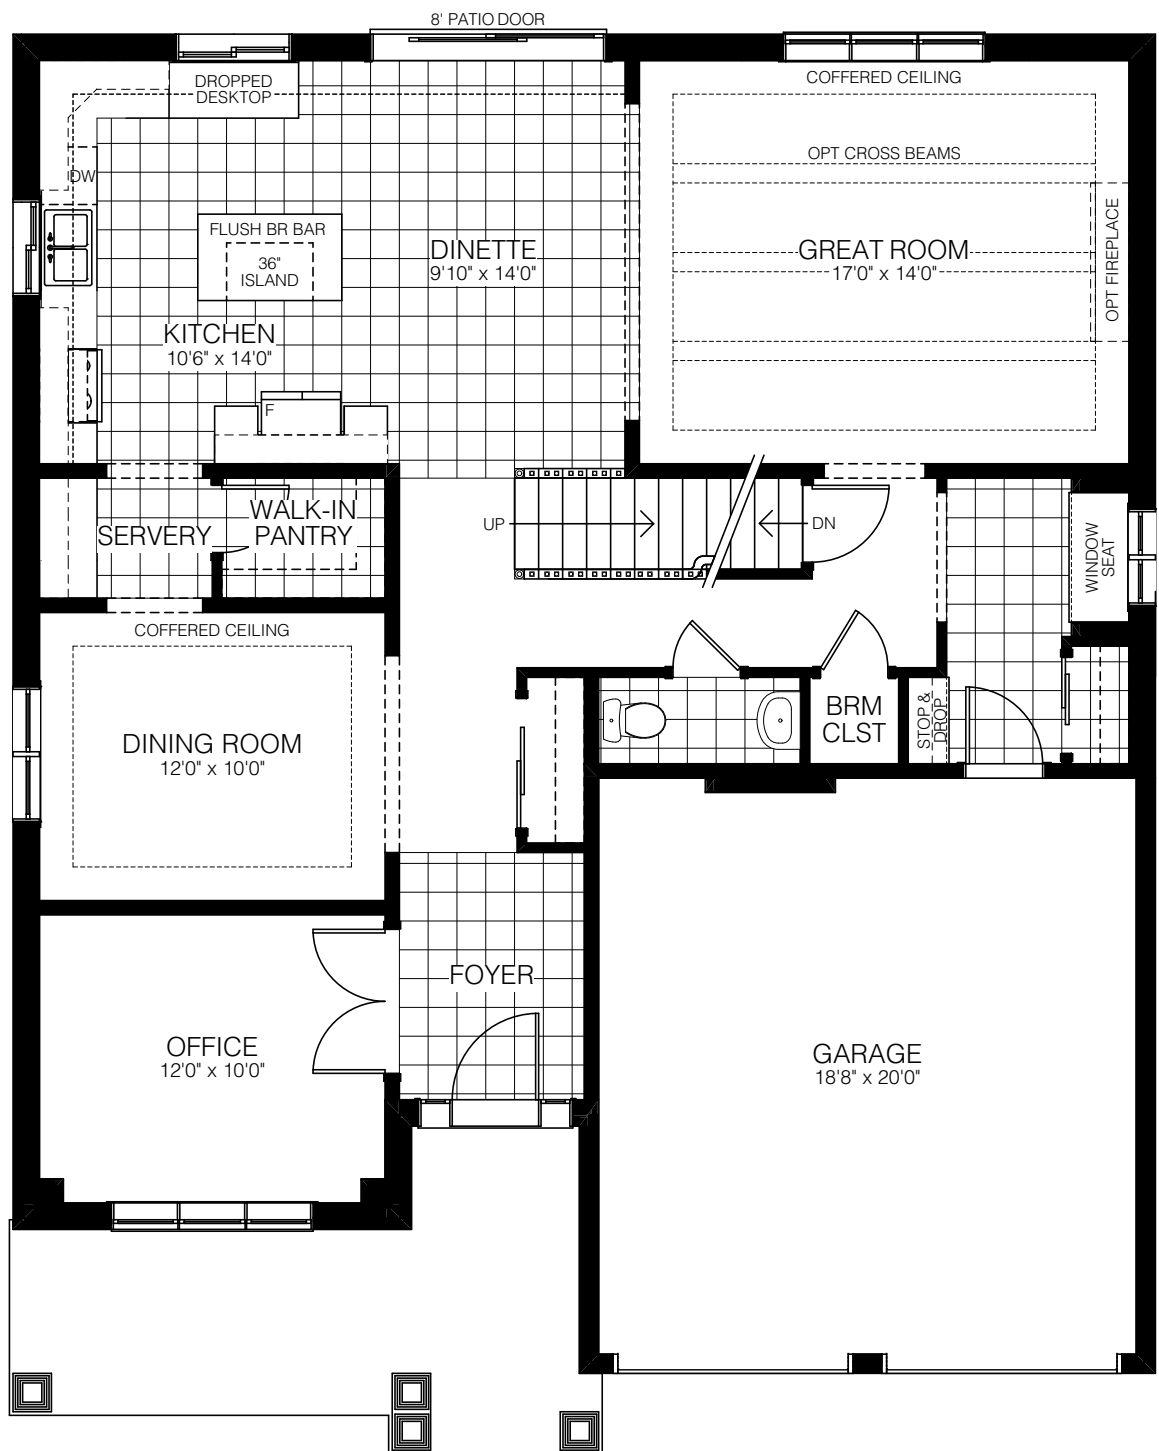 8' PATIO DOOR
DROPPED
DESKTOP
COFFERED CEILING
OPT CROSS BEAMS
DW
FLUSH BR BAR
36"
ISLAND
DINETTE
9'10" x 14'0"
GREAT ROOM
17'0" x 14'0"
OPT FIREPLACE
KITCHEN
10'6" x 14'0"
F
SERVERY
WALK-IN
PANTRY
UP
DN
WINDOW
SEAT
COFFERED CEILING
DINING ROOM
12'0" x 10'0"
BRM
CLST
STOP &
DROP
FOYER
OFFICE
12'0" x 10'0"
GARAGE
18'8" x 20'0"